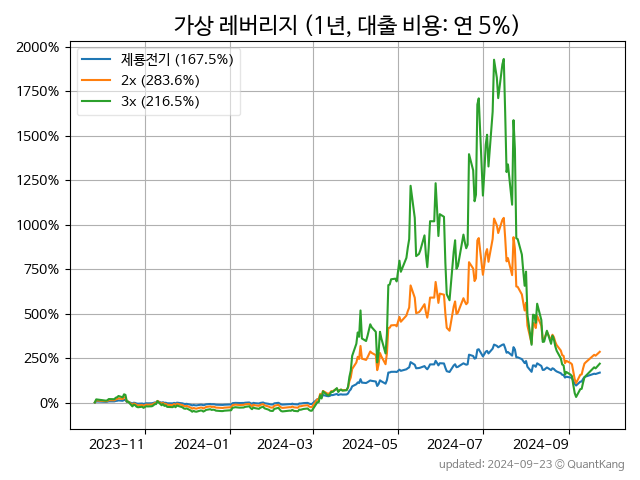 가상 레버리지 (1년, 대출 비용: 연 5%)
제룡전기 (167.5%)
2x (283.6%)
3x (216.5%)
2000%
1750%
1500%
1250%
1000%
750%
500%
250%
0%
2023-11 2024-01 2024-03 2024-05 2024-07 2024-09
updated: 2024-09-23 © QuantKang